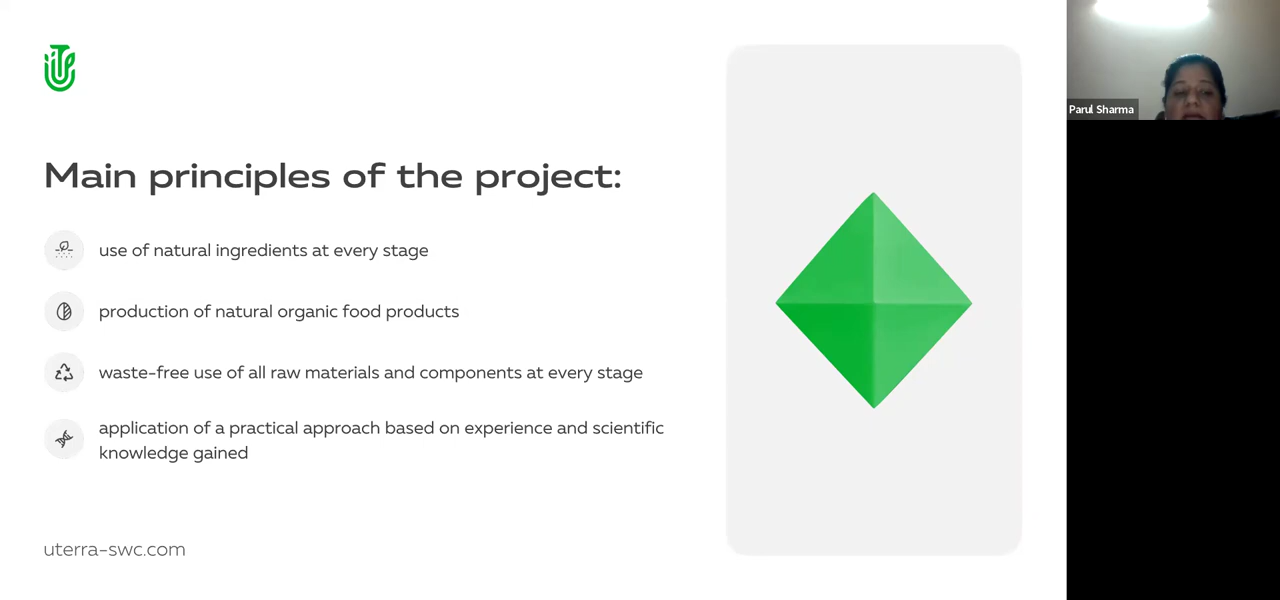 Main principles of the project:
use of natural ingredients at every stage
production of natural organic food products
waste-free use of all raw materials and components at every stage
application of a practical approach based on experience and scientific
knowledge gained
uterra-swc.com
Parul Sharma